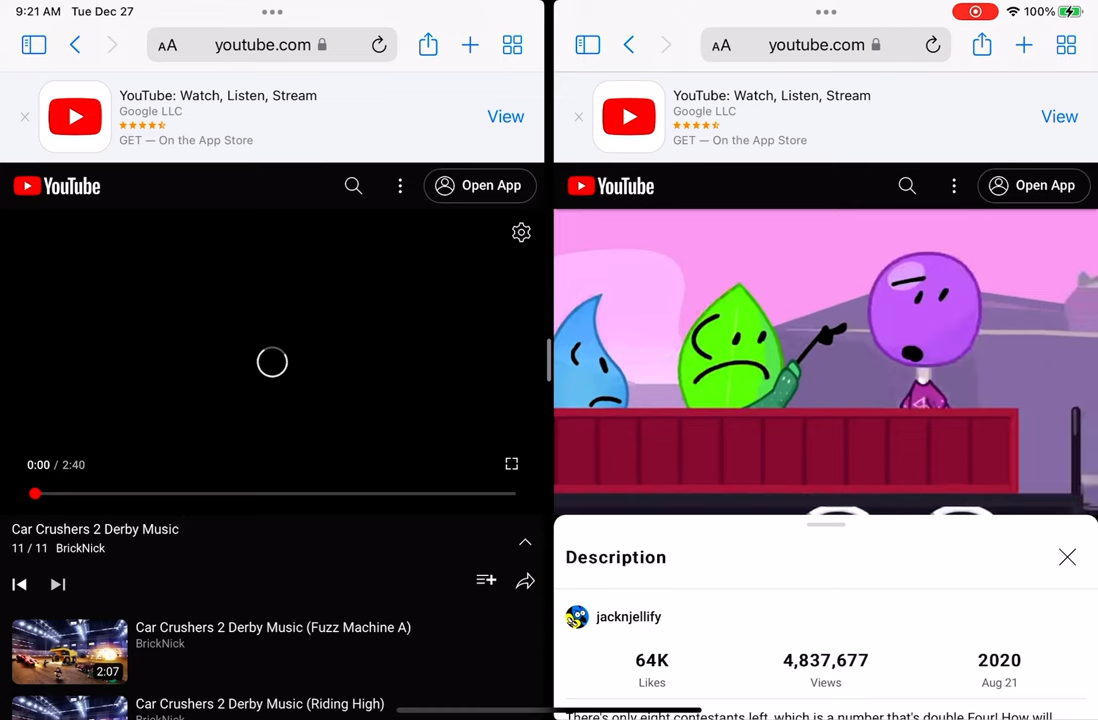 9:21 AM Tue Dec 27
AA youtube.com
YouTube: Watch, Listen, Stream
Google LLC
GET — On the App Store
View
YouTube
Open App
0:00 / 2:40
Car Crushers 2 Derby Music
11 / 11 BrickNick
Car Crushers 2 Derby Music (Fuzz Machine A)
BrickNick
2:07
Car Crushers 2 Derby Music (Riding High)
BrickNick
100%
AA youtube.com
YouTube: Watch, Listen, Stream
Google LLC
GET — On the App Store
View
YouTube
Open App
Description
jacknjellify
64K 4,837,677 2020
Likes Views Aug 21
There's only eight contestants left, which is a number that's double Four! How will